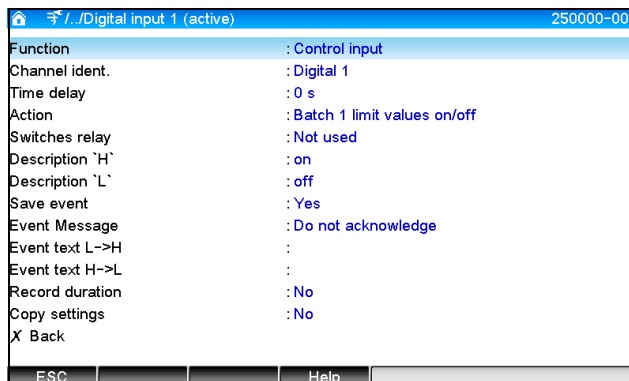 /../Digital input 1 (active) 250000-00
Function : Control input
Channel ident. : Digital 1
Time delay : 0 s
Action : Batch 1 limit values on/off
Switches relay : Not used
Description `H` : on
Description `L` : off
Save event : Yes
Event Message : Do not acknowledge
Event text L->H :
Event text H->L :
Record duration : No
Copy settings : No
X Back
ESC Help